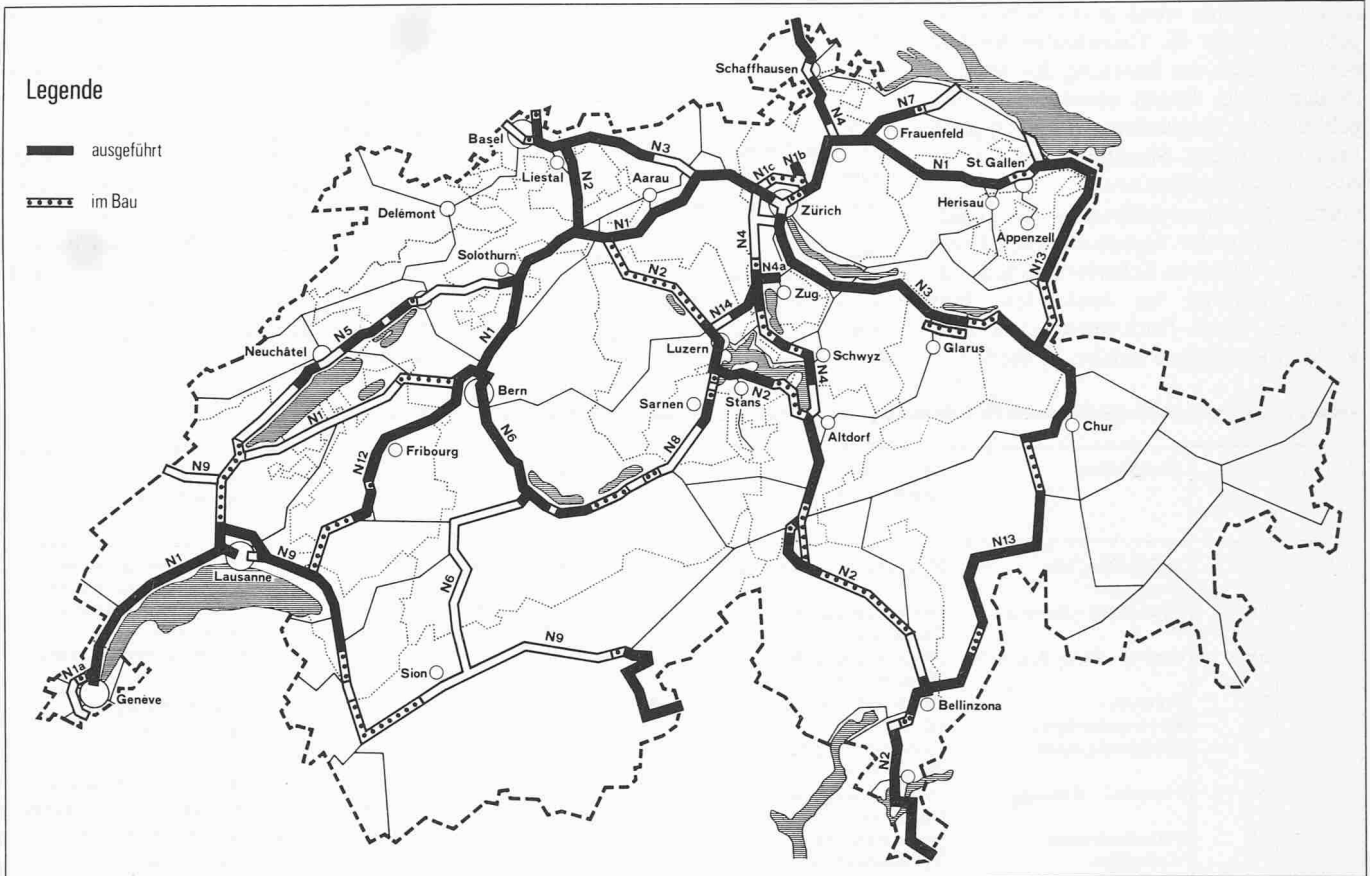 Legende
ausgeführt
im Bau
Schaffhausen
N4
N7
Frauenfeld
N1
St. Gallen
Herisau
Appenzell
N13
Basel
Liestal
N3
N2
Aarau
N1c
N1b
Zürich
Delémont
Solothurn
N1
N2
N4
N4a
Zug
N3
N14
Luzern
Schwyz
Glarus
N5
Neuchâtel
N1
N1
Bern
Stans
N2
N4
Sarnen
Altdorf
Chur
N9
N12
Fribourg
N6
N8
N1
Lausanne
N9
N6
N2
N13
N1a
Genève
Sion
N9
Bellinzona
N2